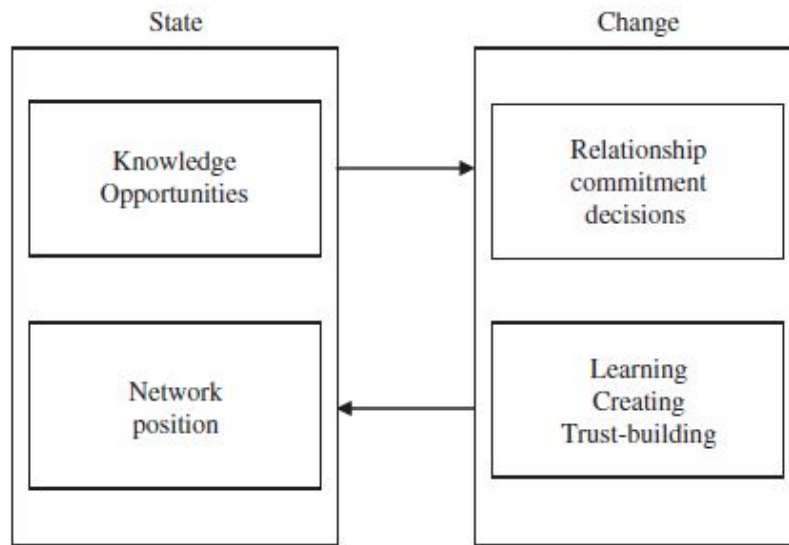 State
Change
Knowledge
Opportunities
Relationship
commitment
decisions
Network
position
Learning
Creating
Trust-building